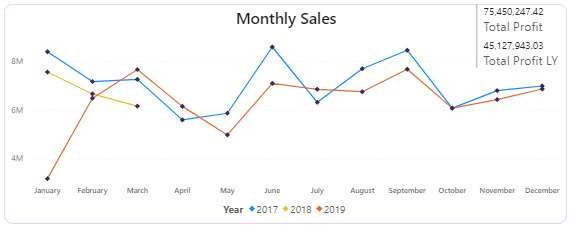 Monthly Sales
75,450,247.42
Total Profit
45,127,943.03
Total Profit LY
8M
6M
4M
January February March April May June July August September October November December
Year 2017 2018 2019